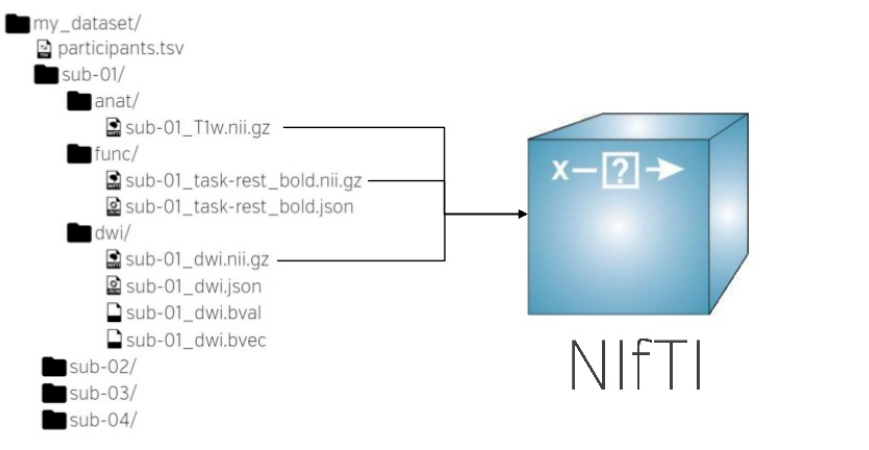 my_dataset/
participants.tsv
sub-01/
anat/
sub-01_T1w.nii.gz
func/
sub-01_task-rest_bold.nii.gz
sub-01_task-rest_bold.json
dwi/
sub-01_dwi.nii.gz
sub-01_dwi.json
sub-01_dwi.bval
sub-01_dwi.bvec
sub-02/
sub-03/
sub-04/
x
?
NIfTI